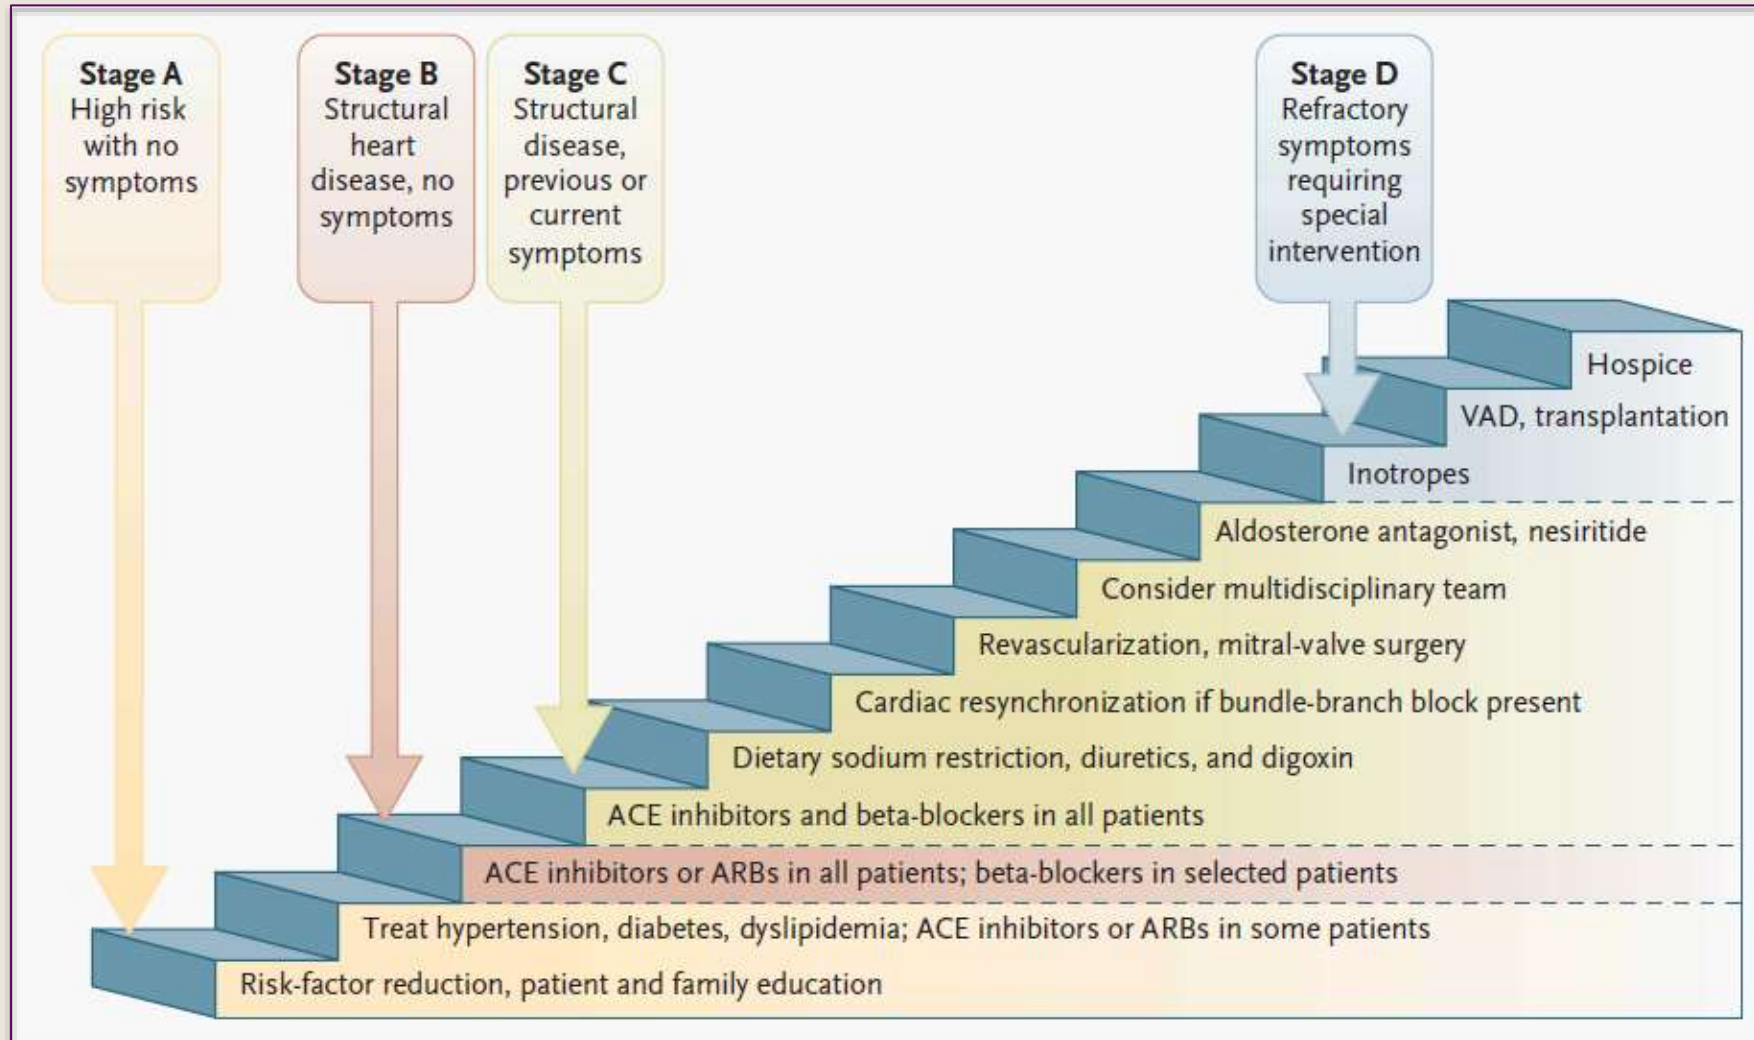 Stage A
High risk
with no
symptoms
Stage B
Structural
heart
disease, no
symptoms
Stage C
Structural
disease,
previous or
current
symptoms
Stage D
Refractory
symptoms
requiring
special
intervention
Hospice
VAD, transplantation
Inotropes
Aldosterone antagonist, nesiritide
Consider multidisciplinary team
Revascularization, mitral-valve surgery
Cardiac resynchronization if bundle-branch block present
Dietary sodium restriction, diuretics, and digoxin
ACE inhibitors and beta-blockers in all patients
ACE inhibitors or ARBs in all patients; beta-blockers in selected patients
Treat hypertension, diabetes, dyslipidemia; ACE inhibitors or ARBs in some patients
Risk-factor reduction, patient and family education